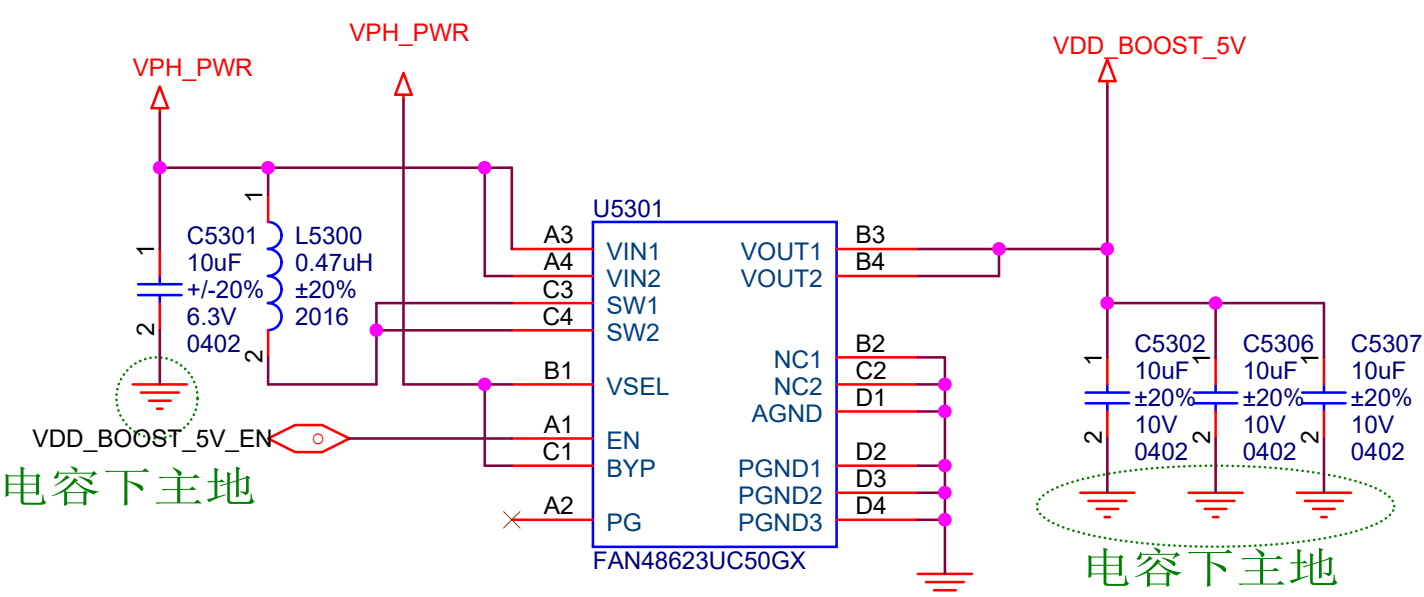 VPH_PWR
VPH_PWR
VDD_BOOST_5V
U5301
1
C5301
10uF
+/-20%
6.3V
0402
2
1
L5300
0.47uH
±20%
2016
2
A3
VIN1
A4
VIN2
C3
SW1
C4
SW2
B1
VSEL
A1
EN
C1
BYP
A2
PG
VOUT1
B3
VOUT2
B4
NC1
B2
NC2
C2
AGND
D1
PGND1
D2
PGND2
D3
PGND3
D4
FAN48623UC50GX
VDD_BOOST_5V_EN
电容下主地
1
C5302
10uF
±20%
10V
0402
2
1
C5306
10uF
±20%
10V
0402
2
1
C5307
10uF
±20%
10V
0402
2
电容下主地